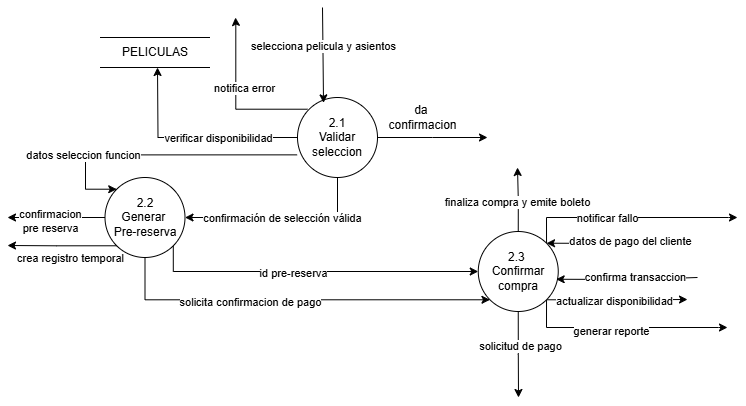 selecciona pelicula y asientos
PELICULAS
notifica error
da
confirmacion
2.1
Validar
seleccion
verificar disponibilidad
datos seleccion funcion
2.2
Generar
Pre-reserva
confirmacion
pre reserva
confirmación de selección válida
crea registro temporal
finaliza compra y emite boleto
notificar fallo
datos de pago del cliente
2.3
Confirmar
compra
id pre-reserva
confirma transaccion
solicita confirmacion de pago
actualizar disponibilidad
generar reporte
solicitud de pago